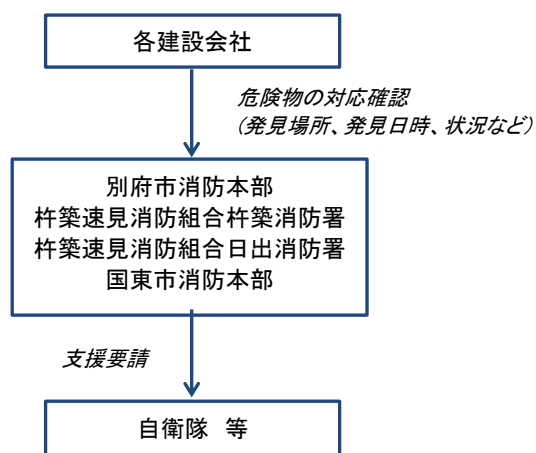 各建設会社
危険物の対応確認
(発見場所、発見日時、状況など)
別府市消防本部
杵築速見消防組合杵築消防署
杵築速見消防組合日出消防署
国東市消防本部
支援要請
自衛隊 等